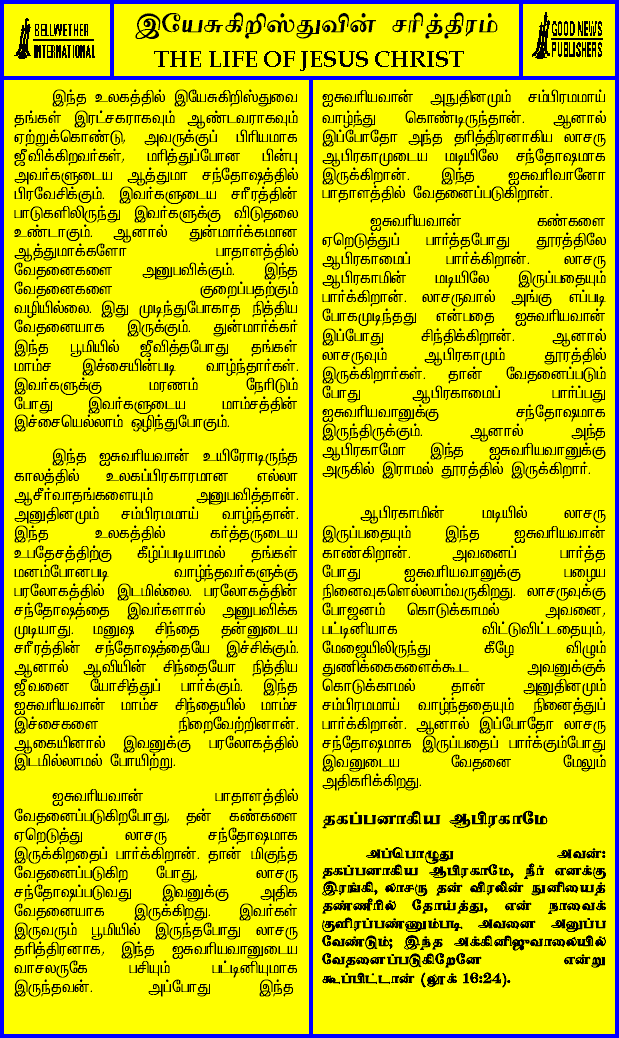 BELLWETHER
INTERNATIONAL
இயேசுகிறிஸ்துவின் சரித்திரம்
THE LIFE OF JESUS CHRIST
GOOD NEWS
PUBLISHERS
இந்த உலகத்தில் இயேசுகிறிஸ்துவை
தங்கள் இரட்சகராகவும் ஆண்டவராகவும்
ஏற்றுக்கொண்டு, அவருக்குப் பிரியமாக
ஜீவிக்கிறவர்கள், மரித்துப்போன பின்பு
அவர்களுடைய ஆத்துமா சந்தோஷத்தில்
பிரவேசிக்கும். இவர்களுடைய சரீரத்தின்
பாடுகளிலிருந்து இவர்களுக்கு விடுதலை
உண்டாகும். ஆனால் துன்மார்க்கமான
ஆத்துமாக்களோ பாதாளத்தில்
வேதனைகளை அனுபவிக்கும். இந்த
வேதனைகளை குறைப்பதற்கும்
வழியில்லை. இது முடிந்துபோகாத நித்திய
வேதனையாக இருக்கும். துன்மார்க்கர்
இந்த பூமியில் ஜீவித்தபோது தங்கள்
மாம்ச இச்சையின்படி வாழ்ந்தார்கள்.
இவர்களுக்கு மரணம் நேரிடும்
போது இவர்களுடைய மாம்சத்தின்
இச்சையெல்லாம் ஒழிந்துபோகும்.
இந்த ஐசுவரியவான் உயிரோடிருந்த
காலத்தில் உலகப்பிரகாரமான எல்லா
ஆசீர்வாதங்களையும் அனுபவித்தான்.
அனுதினமும் சம்பிரமமாய் வாழ்ந்தான்.
இந்த உலகத்தில் கர்த்தருடைய
உபதேசத்திற்கு கீழ்ப்படியாமல் தங்கள்
மனம்போனபடி வாழ்ந்தவர்களுக்கு
பரலோகத்தில் இடமில்லை. பரலோகத்தின்
சந்தோஷத்தை இவர்களால் அனுபவிக்க
முடியாது. மனுஷ சிந்தை தன்னுடைய
சரீரத்தின் சந்தோஷத்தையே இச்சிக்கும்.
ஆனால் ஆவியின் சிந்தையோ நித்திய
ஜீவனை யோசித்துப் பார்க்கும். இந்த
ஐசுவரியவான் மாம்ச சிந்தையில் மாம்ச
இச்சைகளை நிறைவேற்றினான்.
ஆகையினால் இவனுக்கு பரலோகத்தில்
இடமில்லாமல் போயிற்று.
ஐசுவரியவான் பாதாளத்தில்
வேதனைப்படுகிறபோது, தன் கண்களை
ஏறெடுத்து லாசரு சந்தோஷமாக
இருக்கிறதைப் பார்க்கிறான். தான் மிகுந்த
வேதனைப்படுகிற போது, லாசரு
சந்தோஷப்படுவது இவனுக்கு அதிக
வேதனையாக இருக்கிறது. இவர்கள்
இருவரும் பூமியில் இருந்தபோது லாசரு
தரித்திரனாக, இந்த ஐசுவரியவானுடைய
வாசலருகே பசியும் பட்டினியுமாக
இருந்தவன். அப்போது இந்த
ஐசுவரியவான் அநுதினமும் சம்பிரமமாய்
வாழ்ந்து கொண்டிருந்தான். ஆனால்
இப்போதோ அந்த தரித்திரனாகிய லாசரு
ஆபிரகாமுடைய மடியிலே சந்தோஷமாக
இருக்கிறான். இந்த ஐசுவரிவானோ
பாதாளத்தில் வேதனைப்படுகிறான்.
ஐசுவரியவான் கண்களை
ஏறெடுத்துப் பார்த்தபோது தூரத்திலே
ஆபிரகாமைப் பார்க்கிறான். லாசரு
ஆபிரகாமின் மடியிலே இருப்பதையும்
பார்க்கிறான். லாசருவால் அங்கு எப்படி
போகமுடிந்தது என்பதை ஐசுவரியவான்
இப்போது சிந்திக்கிறான். ஆனால்
லாசருவும் ஆபிரகாமும் தூரத்தில்
இருக்கிறார்கள். தான் வேதனைப்படும்
போது ஆபிரகாமைப் பார்ப்பது
ஐசுவரியவானுக்கு சந்தோஷமாக
இருந்திருக்கும். ஆனால் அந்த
ஆபிரகாமோ இந்த ஐசுவரியவானுக்கு
அருகில் இராமல் தூரத்தில் இருக்கிறார்.
ஆபிரகாமின் மடியில் லாசரு
இருப்பதையும் இந்த ஐசுவரியவான்
காண்கிறான். அவனைப் பார்த்த
போது ஐசுவரியவானுக்கு பழைய
நினைவுகளெல்லாம்வருகிறது. லாசருவுக்கு
போஜனம் கொடுக்காமல் அவனை,
பட்டினியாக விட்டுவிட்டதையும்,
மேஜையிலிருந்து கீழே விழும்
துணிக்கைகளைக்கூட அவனுக்குக்
கொடுக்காமல் தான் அனுதினமும்
சம்பிரமமாய் வாழ்ந்ததையும் நினைத்துப்
பார்க்கிறான். ஆனால் இப்போதோ லாசரு
சந்தோஷமாக இருப்பதைப் பார்க்கும்போது
இவனுடைய வேதனை மேலும்
அதிகரிக்கிறது.
தகப்பனாகிய ஆபிரகாமே
அப்பொழுது அவன்:
தகப்பனாகிய ஆபிரகாமே, நீர் எனக்கு
இரங்கி, லாசரு தன் விரலின் நுனியைத்
தண்ணீரில் தோய்த்து, என் நாவைக்
குளிரப்பண்ணும்படி அவனை அனுப்ப
வேண்டும்; இந்த அக்கினிஜுவாலையில்
வேதனைப்படுகிறேனே என்று
கூப்பிட்டான் (லூக் 16:24).